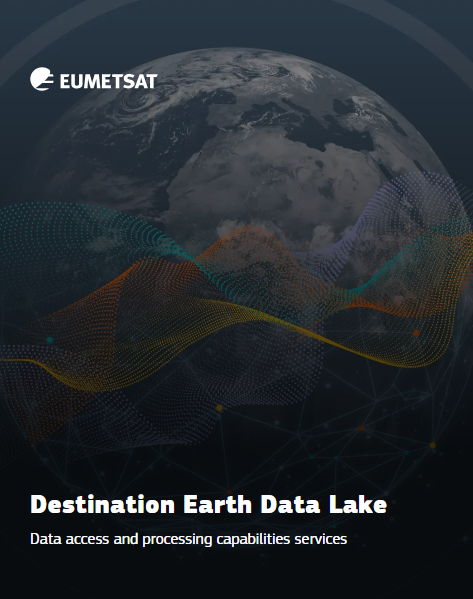 EUMETSAT
Destination Earth Data Lake
Data access and processing capabilities services